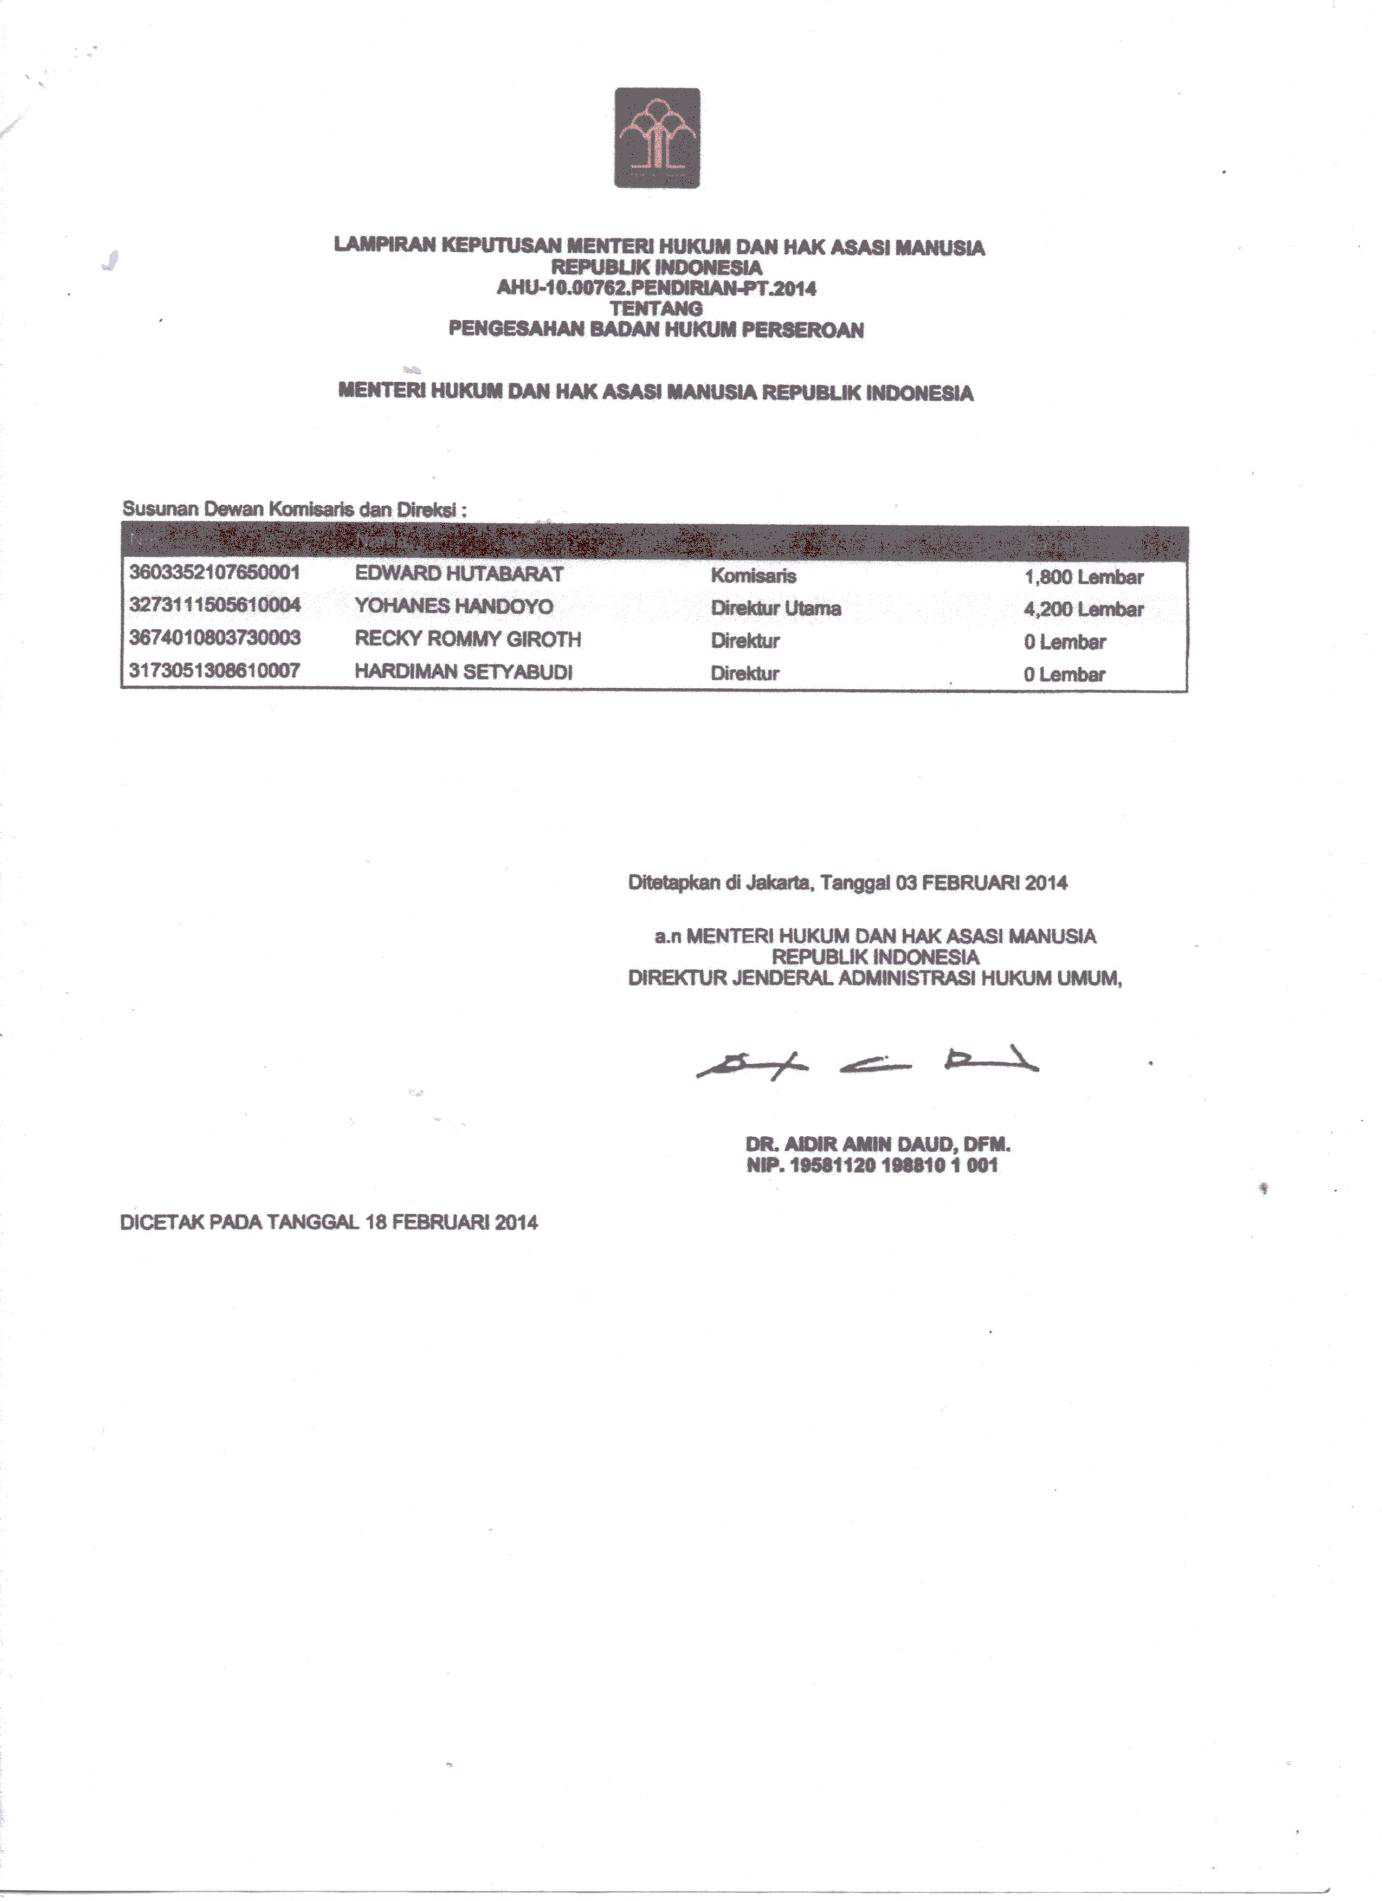 LAMPIRAN KEPUTUSAN MENTERI HUKUM DAN HAK ASASI MANUSIA
REPUBLIK INDONESIA
AHU-10.00762.PENDIRIAN-PT.2014
TENTANG
PENGESAHAN BADAN HUKUM PERSEROAN
MENTERI HUKUM DAN HAK ASASI MANUSIA REPUBLIK INDONESIA
Susunan Dewan Komisaris dan Direksi :
3603352107650001 EDWARD HUTABARAT Komisaris 1,800 Lembar
3273111505610004 YOHANES HANDOYO Direktur Utama 4,200 Lembar
3674010803730003 RECKY ROMMY GIROTH Direktur 0 Lembar
3173051308610007 HARDIMAN SETYABUDI Direktur 0 Lembar
Ditetapkan di Jakarta, Tanggal 03 FEBRUARI 2014
a.n MENTERI HUKUM DAN HAK ASASI MANUSIA
REPUBLIK INDONESIA
DIREKTUR JENDERAL ADMINISTRASI HUKUM UMUM,
DR. AIDIR AMIN DAUD, DFM.
NIP. 19581120 198810 1 001
DICETAK PADA TANGGAL 18 FEBRUARI 2014